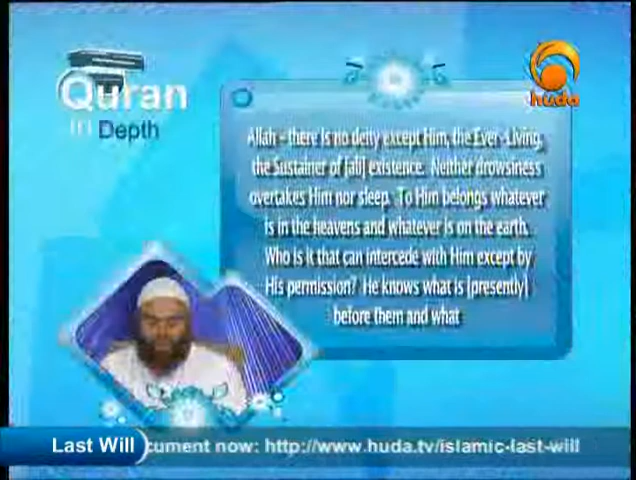 Quran
in Depth
huda
Allah - there is no deity except Him, the Ever-Living,
the Sustainer of [all] existence. Neither drowsiness
overtakes Him nor sleep. To Him belongs whatever
is in the heavens and whatever is on the earth.
Who is it that can intercede with Him except by
His permission? He knows what is [presently]
before them and what
Last Will
cument now: http://www.huda.tv/islamic-last-will